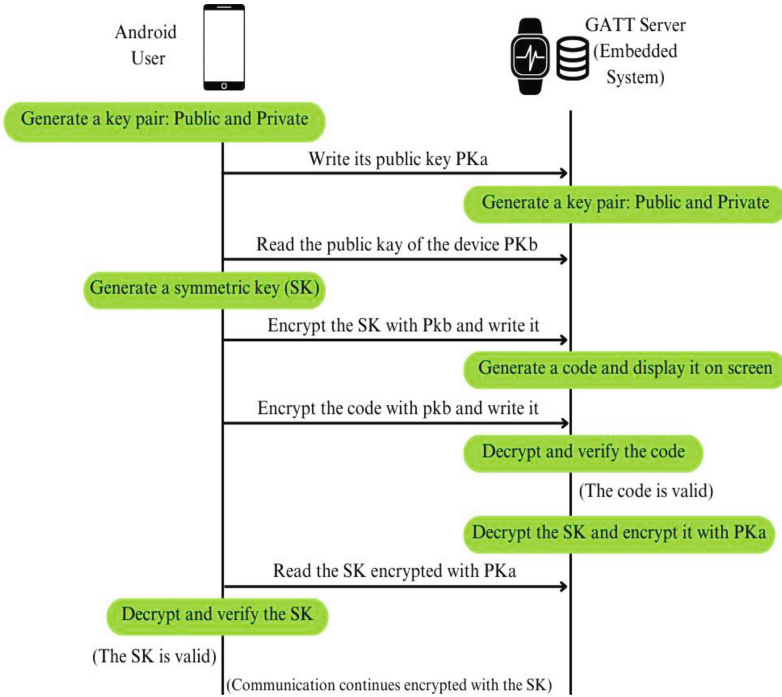 Android
User
GATT Server
(Embedded
System)
Generate a key pair: Public and Private
Write its public key PKa
Generate a key pair: Public and Private
Read the public kay of the device PKb
Generate a symmetric key (SK)
Encrypt the SK with Pkb and write it
Generate a code and display it on screen
Encrypt the code with pkb and write it
Decrypt and verify the code
(The code is valid)
Decrypt the SK and encrypt it with PKa
Read the SK encrypted with PKa
Decrypt and verify the SK
(The SK is valid)
(Communication continues encrypted with the SK)